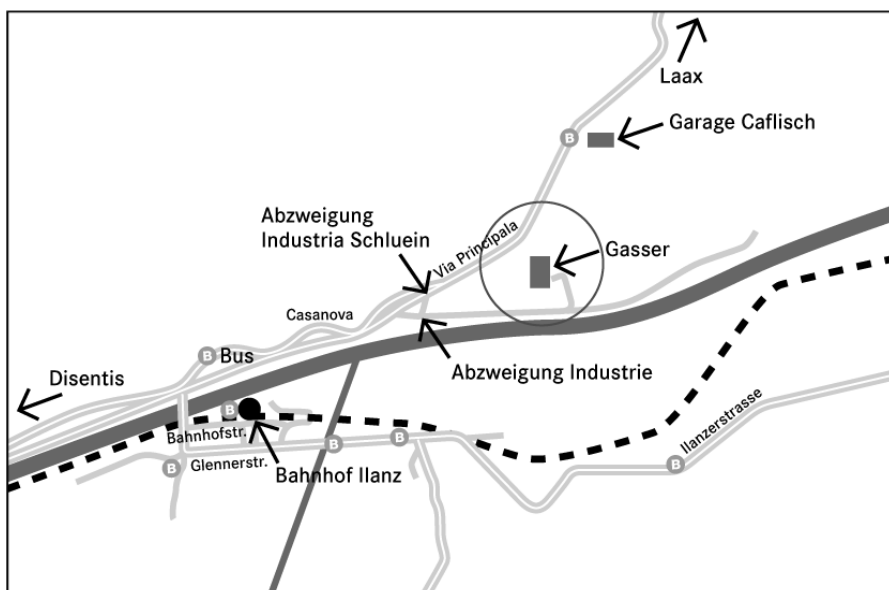 Laax
Garage Caflisch
B
Abzweigung
Industria Schluein
Via Principala
Gasser
Casanova
B
Bus
Disentis
Abzweigung Industrie
B
Bahnhofstr.
B
B
Ilanzerstrasse
B
Glennerstr.
B
Bahnhof Ilanz